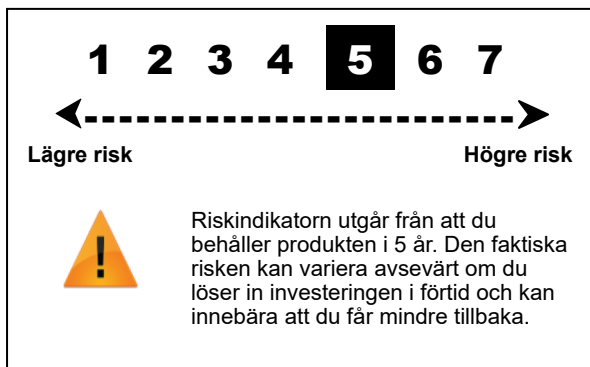 1 2 3 4 5 6 7
Lägre risk Högre risk
Riskindikatorn utgår från att du
behåller produkten i 5 år. Den faktiska
risken kan variera avsevärt om du
löser in investeringen i förtid och kan
innebära att du får mindre tillbaka.